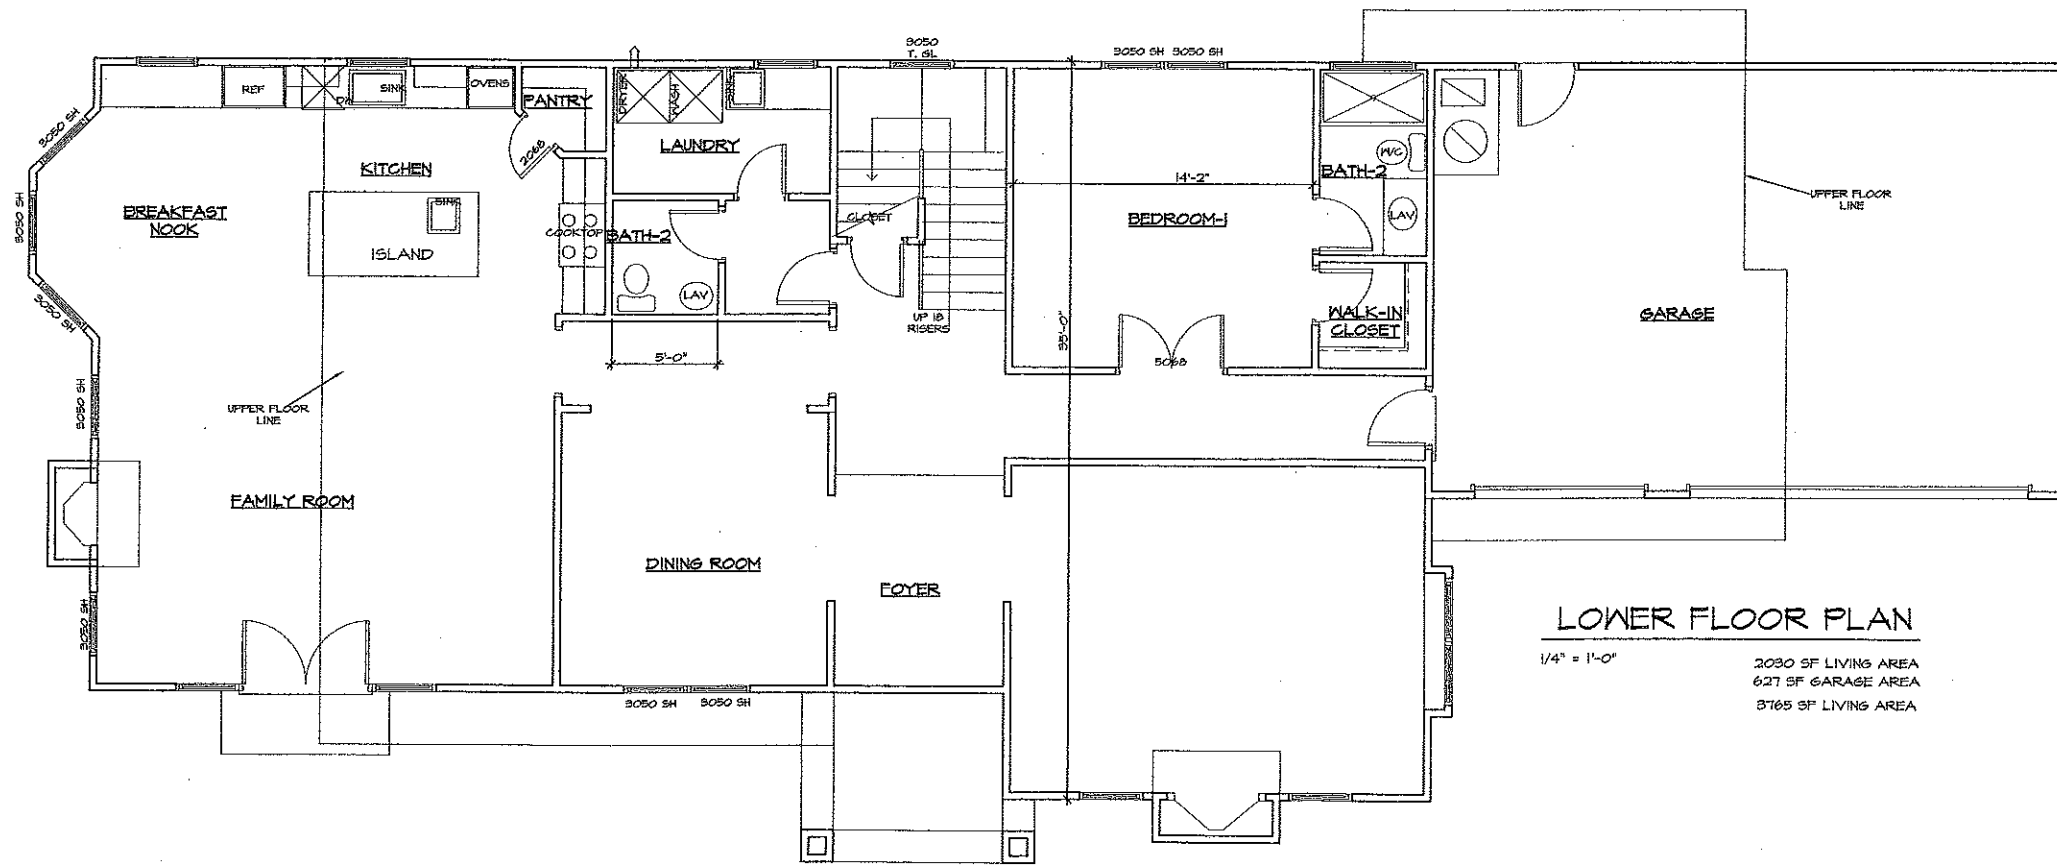 3050
T. GL
3050 SH 3050 SH
REF
DW
SINK
OVENS
PANTRY
DRYER
WASH
SINK
3050 SH
2068
LAUNDRY
KITCHEN
W/C
BATH-2
14'-2"
UPPER FLOOR
LINE
3050 SH
BREAKFAST
NOOK
SINK
ISLAND
COOKTOP
BATH-2
CLOSET
BEDROOM-1
LAV
LAV
3050 SH
UP 18
RISERS
35'-0"
WALK-IN
CLOSET
GARAGE
5'-0"
5068
3050 SH
UPPER FLOOR
LINE
FAMILY ROOM
DINING ROOM
FOYER
3050 SH
3050 SH 3050 SH
LOWER FLOOR PLAN
1/4" = 1'-0"
2030 SF LIVING AREA
627 SF GARAGE AREA
3765 SF LIVING AREA